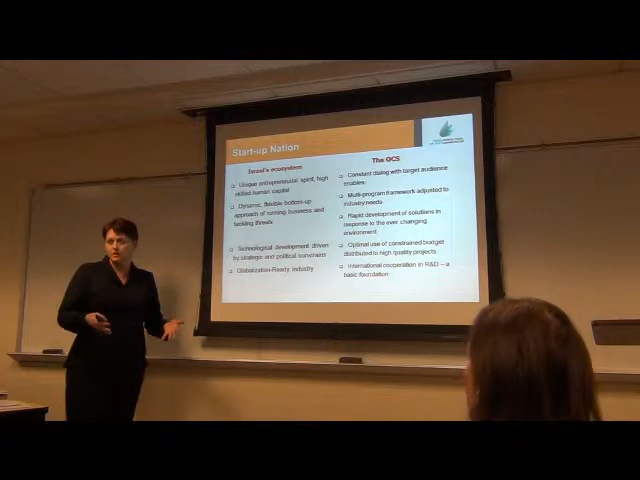 Start-up Nation
Israel's ecosystem
Unique entrepreneurial spirit, high
skilled human capital
Dynamic, flexible bottom-up
approach of running business and
tackling threats
Technological development driven
by strategic and political constrains
Globalization-Ready industry
The OCS
Constant dialog with target audience
enables:
Multi-program framework adjusted to
industry needs
Rapid development of solutions in
response to the ever changing
environment
Optimal use of constrained budget
distributed to high quality projects
International cooperation in R&D – a
basic foundation